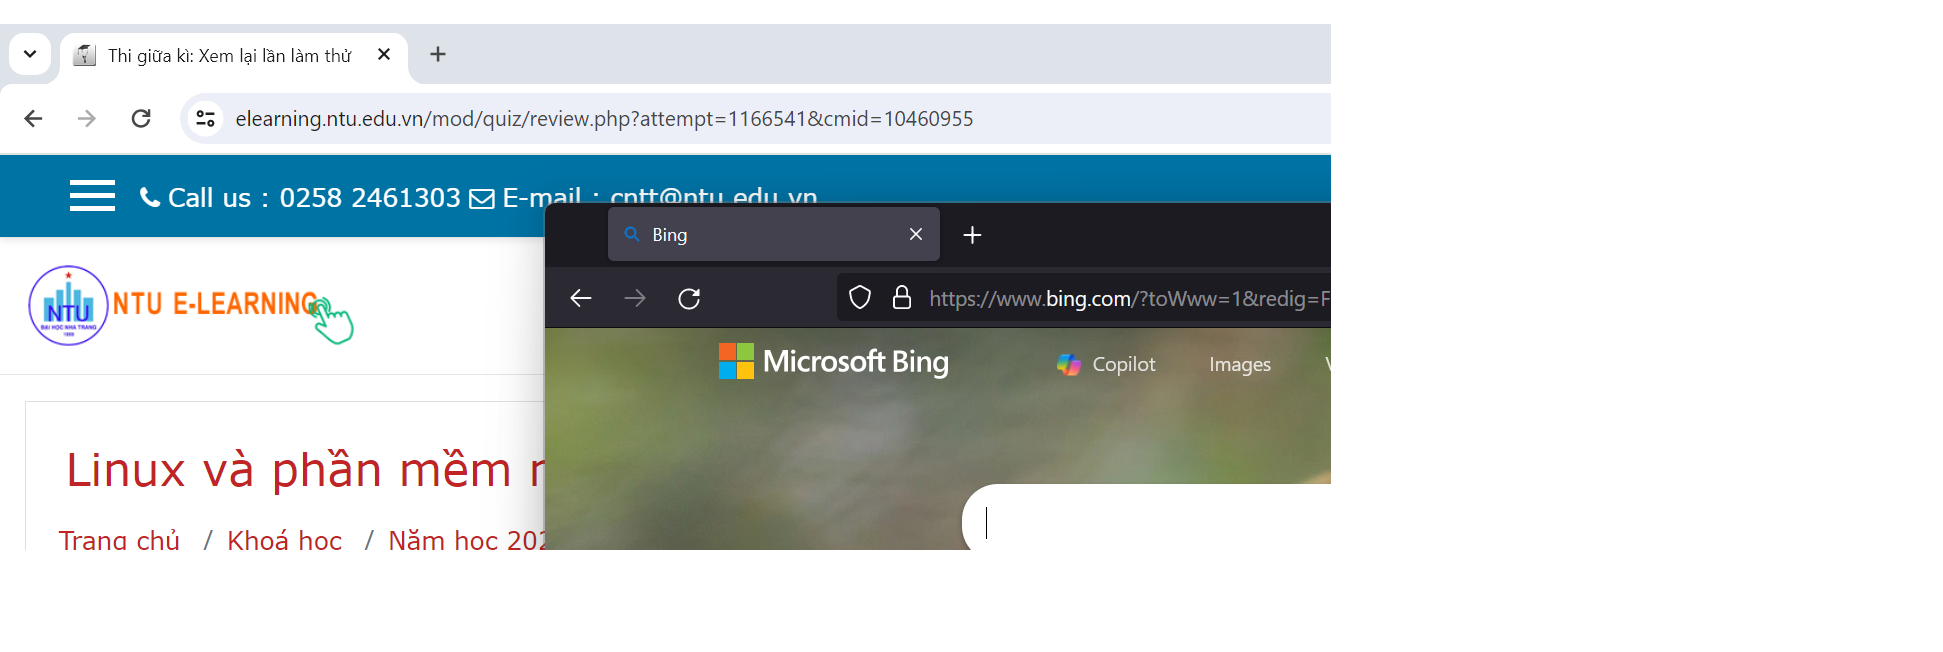 Thi giữa kì: Xem lại lần làm thử
elearning.ntu.edu.vn/mod/quiz/review.php?attempt=1166541&cmid=10460955
Call us : 0258 2461303 E-mail : cntt@ntu.edu.vn
Bing
https://www.bing.com/?toWww=1&redig=F
NTU
ĐẠI HỌC NHA TRANG
1959
NTU E-LEARNING
Microsoft Bing
Copilot
Images
Linux và phần mềm
Trang chủ / Khoá học / Năm học 202